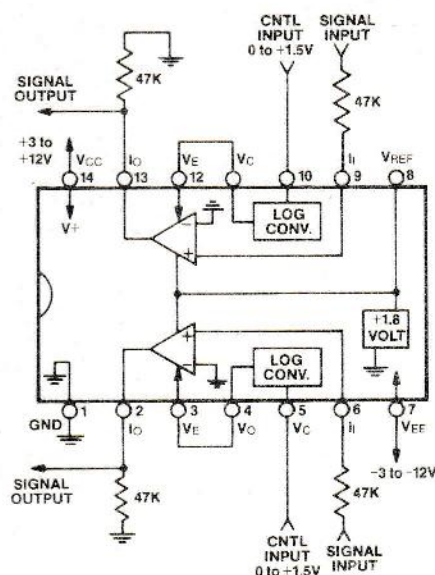 CNTL INPUT 0 to +1.5V
SIGNAL INPUT
47K
47K
SIGNAL OUTPUT
+3 to +12V
VCC
IO
VE
VC
II
VREF
14
13
12
10
9
8
V+
LOG CONV.
−
+
+1.8 VOLT
+
−
LOG CONV.
GND
1
2
3
4
5
6
7
IO
VE
VO
VC
II
VEE
SIGNAL OUTPUT
47K
47K
−3 to −12V
CNTL INPUT 0 to +1.5V
SIGNAL INPUT